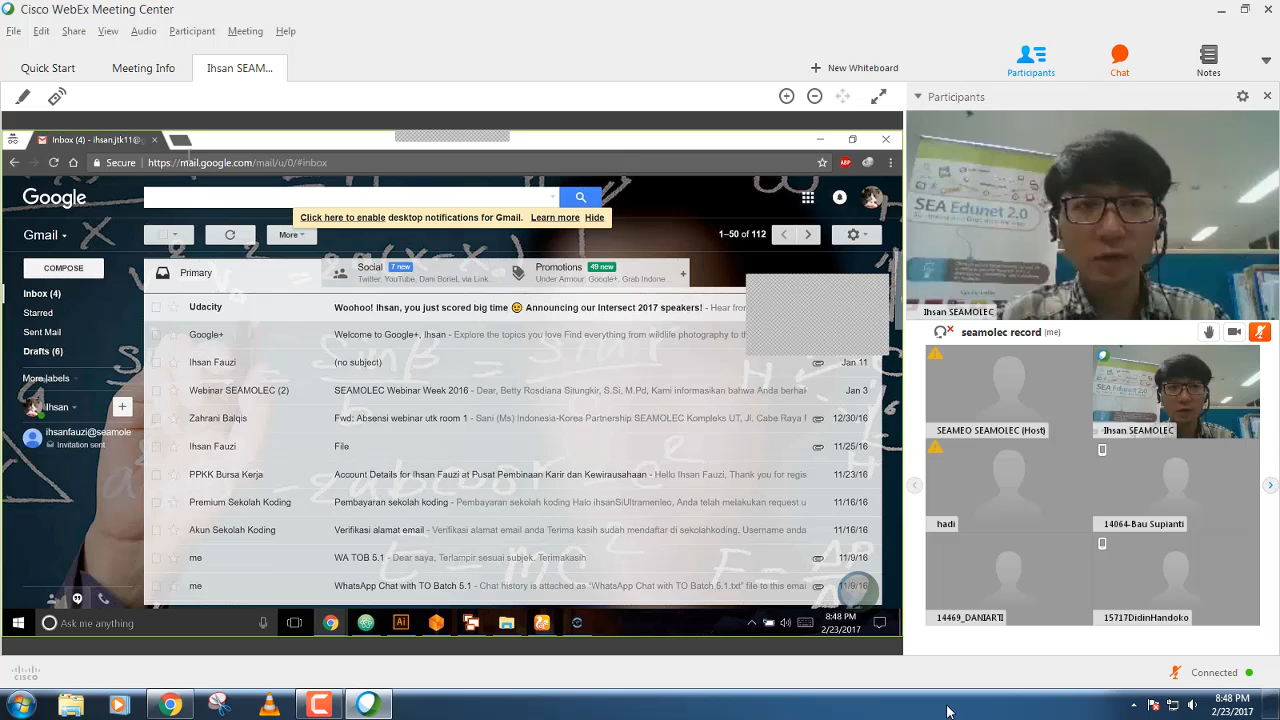 Cisco WebEx Meeting Center
File Edit Share View Audio Participant Meeting Help
Quick Start Meeting Info Ihsan SEAM... New Whiteboard Participants Chat Notes
Participants
Inbox (4) - ihsan.jtk11@
Secure https://mail.google.com/mail/u/0/#inbox ABP
SEA Edunet 2.0
Google
Click here to enable desktop notifications for Gmail. Learn more Hide
Gmail More 1–50 of 112
COMPOSE
Primary
Social 7 new
Twitter, YouTube, Dani Boriel, via Link...
Promotions 49 new
Under Armour: Google+, Grab Indone...
Inbox (4)
Starred
Sent Mail
Drafts (6)
More labels
Ihsan
ihsanfauzi@seamole
Invitation sent
Udacity Woohoo! Ihsan, you just scored big time 😉 Announcing our Intersect 2017 speakers! - Hear from
Google+ Welcome to Google+, Ihsan - Explore the topics you love Find everything from wildlife photography to th
Ihsan Fauzi (no subject) Jan 11
Webinar SEAMOLEC (2) SEAMOLEC Webinar Week 2016 - Dear, Betty Rosdiana Situngkir, S.Si, M.Pd, Kami informasikan bahwa Anda berhak Jan 3
Zahrani Balqis Fwd: Absensi webinar utk room 1 - Sani (Ms) Indonesia-Korea Partnership SEAMOLEC Kompleks UT, Jl. Cabe Raya 12/30/16
Ihsan Fauzi File 11/25/16
PPKK Bursa Kerja Account Details for Ihsan Fauzi at Pusat Pembinaan Karir dan Kewirausahaan - Hello Ihsan Fauzi, Thank you for regis 11/23/16
Premium Sekolah Koding Pembayaran sekolah koding - Pembayaran sekolah koding Halo ihsanSiUltramenleo, Anda telah melakukan request u 11/16/16
Akun Sekolah Koding Verifikasi alamat email - Verifikasi alamat email anda Terima kasih sudah mendaftar di sekolahkoding, Username anda 11/16/16
me WA TOB 5.1 - Dear saya, Terlampir sesuai subjek. Terimakasih 11/9/16
me WhatsApp Chat with TO Batch 5.1 - Chat history is attached as "WhatsApp Chat with TO Batch 5.1.txt" file to this emai 11/9/16
Ask me anything
Ai
8:48 PM
2/23/2017
Ihsan SEAMOLEC
seamolec record (me)
SEAMEO SEAMOLEC (Host) Ihsan SEAMOLEC
hadi 14064-Bau Supianti
14469_DANIARTI 15717DidinHandoko
cisco Connected
8:48 PM
2/23/2017